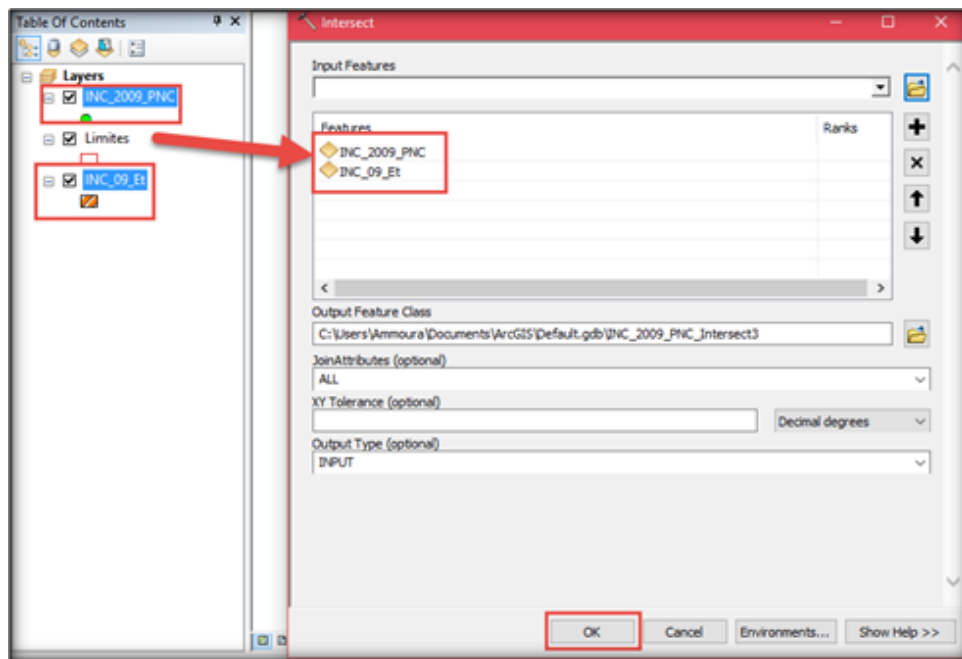 Table Of Contents
Layers
INC_2009_PNC
Limites
INC_09_Et
Intersect
Input Features
Features
Ranks
INC_2009_PNC
INC_09_Et
Output Feature Class
C:\Users\Ammoura\Documents\ArcGIS\Default.gdb\INC_2009_PNC_Intersect3
JoinAttributes (optional)
ALL
XY Tolerance (optional)
Decimal degrees
Output Type (optional)
INPUT
OK
Cancel
Environments...
Show Help >>